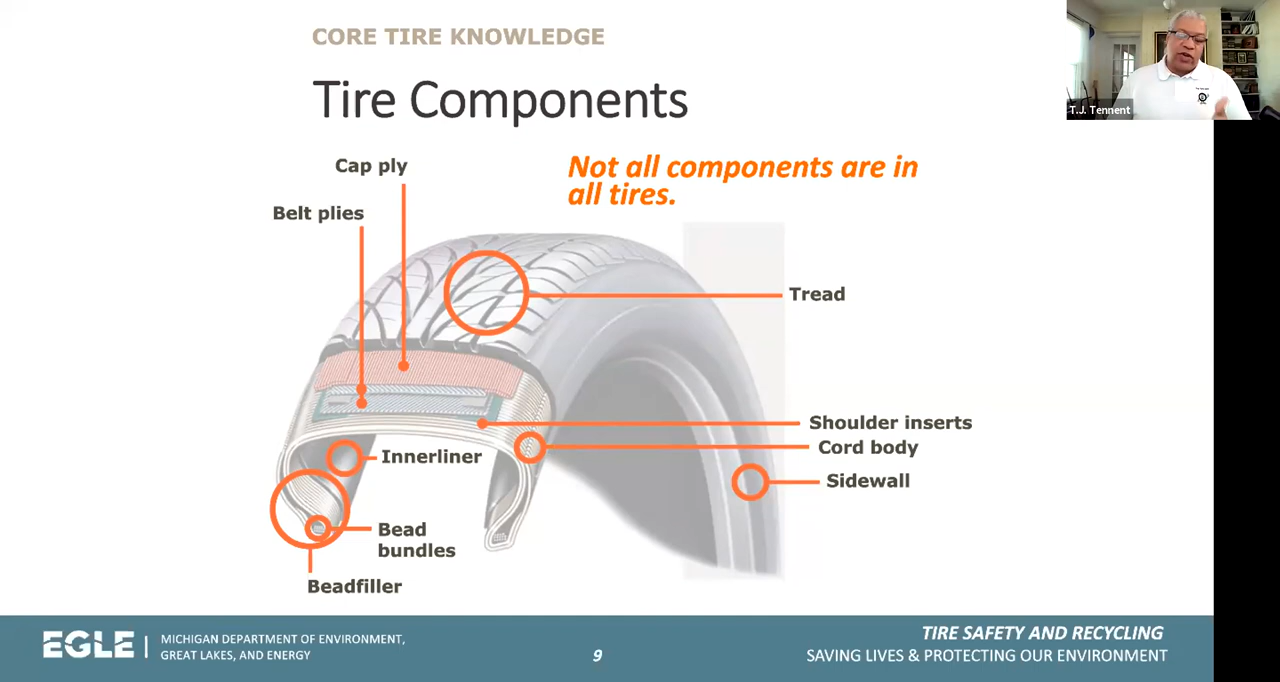 CORE TIRE KNOWLEDGE
Tire Components
T.J. Tennent
Cap ply
Not all components are in
all tires.
Belt plies
Tread
Shoulder inserts
Cord body
Innerliner
Sidewall
Bead
bundles
Beadfiller
EGLE
MICHIGAN DEPARTMENT OF ENVIRONMENT,
GREAT LAKES, AND ENERGY
9
TIRE SAFETY AND RECYCLING
SAVING LIVES & PROTECTING OUR ENVIRONMENT